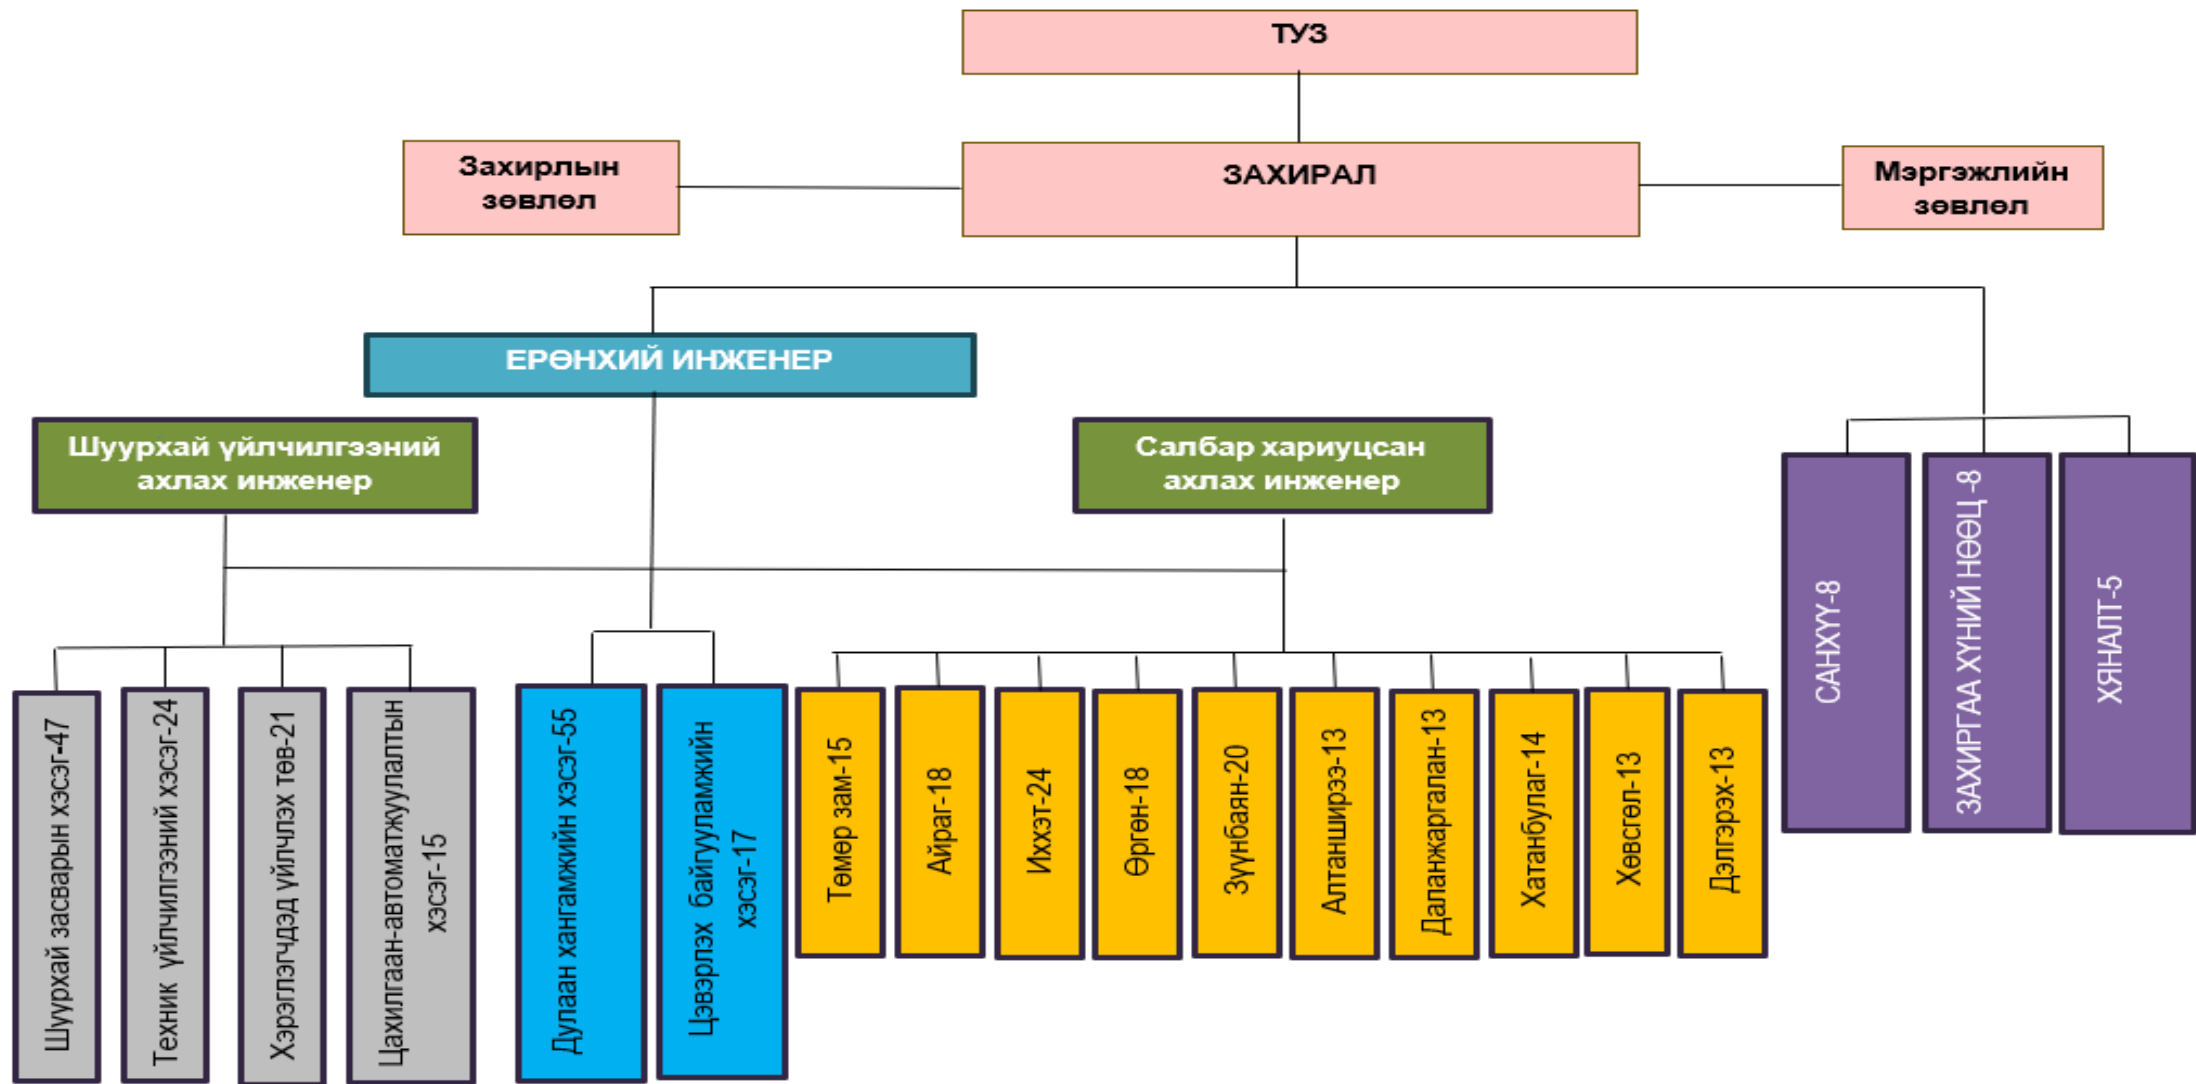 ТУЗ
Захирлын
зөвлөл
ЗАХИРАЛ
Мэргэжлийн
зөвлөл
ЕРӨНХИЙ ИНЖЕНЕР
Шуурхай үйлчилгээний
ахлах инженер
Салбар хариуцсан
ахлах инженер
Шуурхай засварын хэсэг-47
Техник үйлчилгээний хэсэг-24
Хэрэглэгчдэд үйлчлэх төв-21
Цахилгаан-автоматжуулалтын
хэсэг-15
Дулаан хангамжийн хэсэг-55
Цэвэрлэх байгууламжийн
хэсэг-17
Төмөр зам-15
Айраг-18
Иххэт-24
Өргөн-18
Зүүнбаян-20
Алтанширээ-13
Даланжаргалан-13
Хатанбулаг-14
Хөвсгөл-13
Дэлгэрэх-13
САНХҮҮ-8
ЗАХИРГАА ХҮНИЙ НӨӨЦ -8
ХЯНАЛТ-5